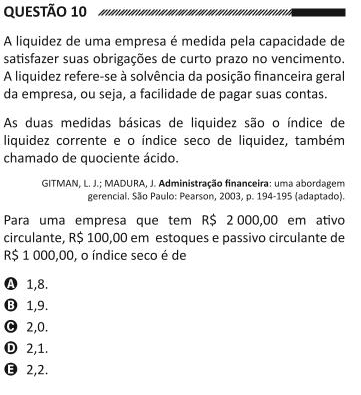 QUESTÃO 10
A liquidez de uma empresa é medida pela capacidade de
satisfazer suas obrigações de curto prazo no vencimento.
A liquidez refere-se à solvência da posição financeira geral
da empresa, ou seja, a facilidade de pagar suas contas.
As duas medidas básicas de liquidez são o índice de
liquidez corrente e o índice seco de liquidez, também
chamado de quociente ácido.
GITMAN, L. J.; MADURA, J. Administração financeira: uma abordagem
gerencial. São Paulo: Pearson, 2003, p. 194-195 (adaptado).
Para uma empresa que tem R$ 2 000,00 em ativo
circulante, R$ 100,00 em estoques e passivo circulante de
R$ 1 000,00, o índice seco é de
A 1,8.
B 1,9.
C 2,0.
D 2,1.
E 2,2.